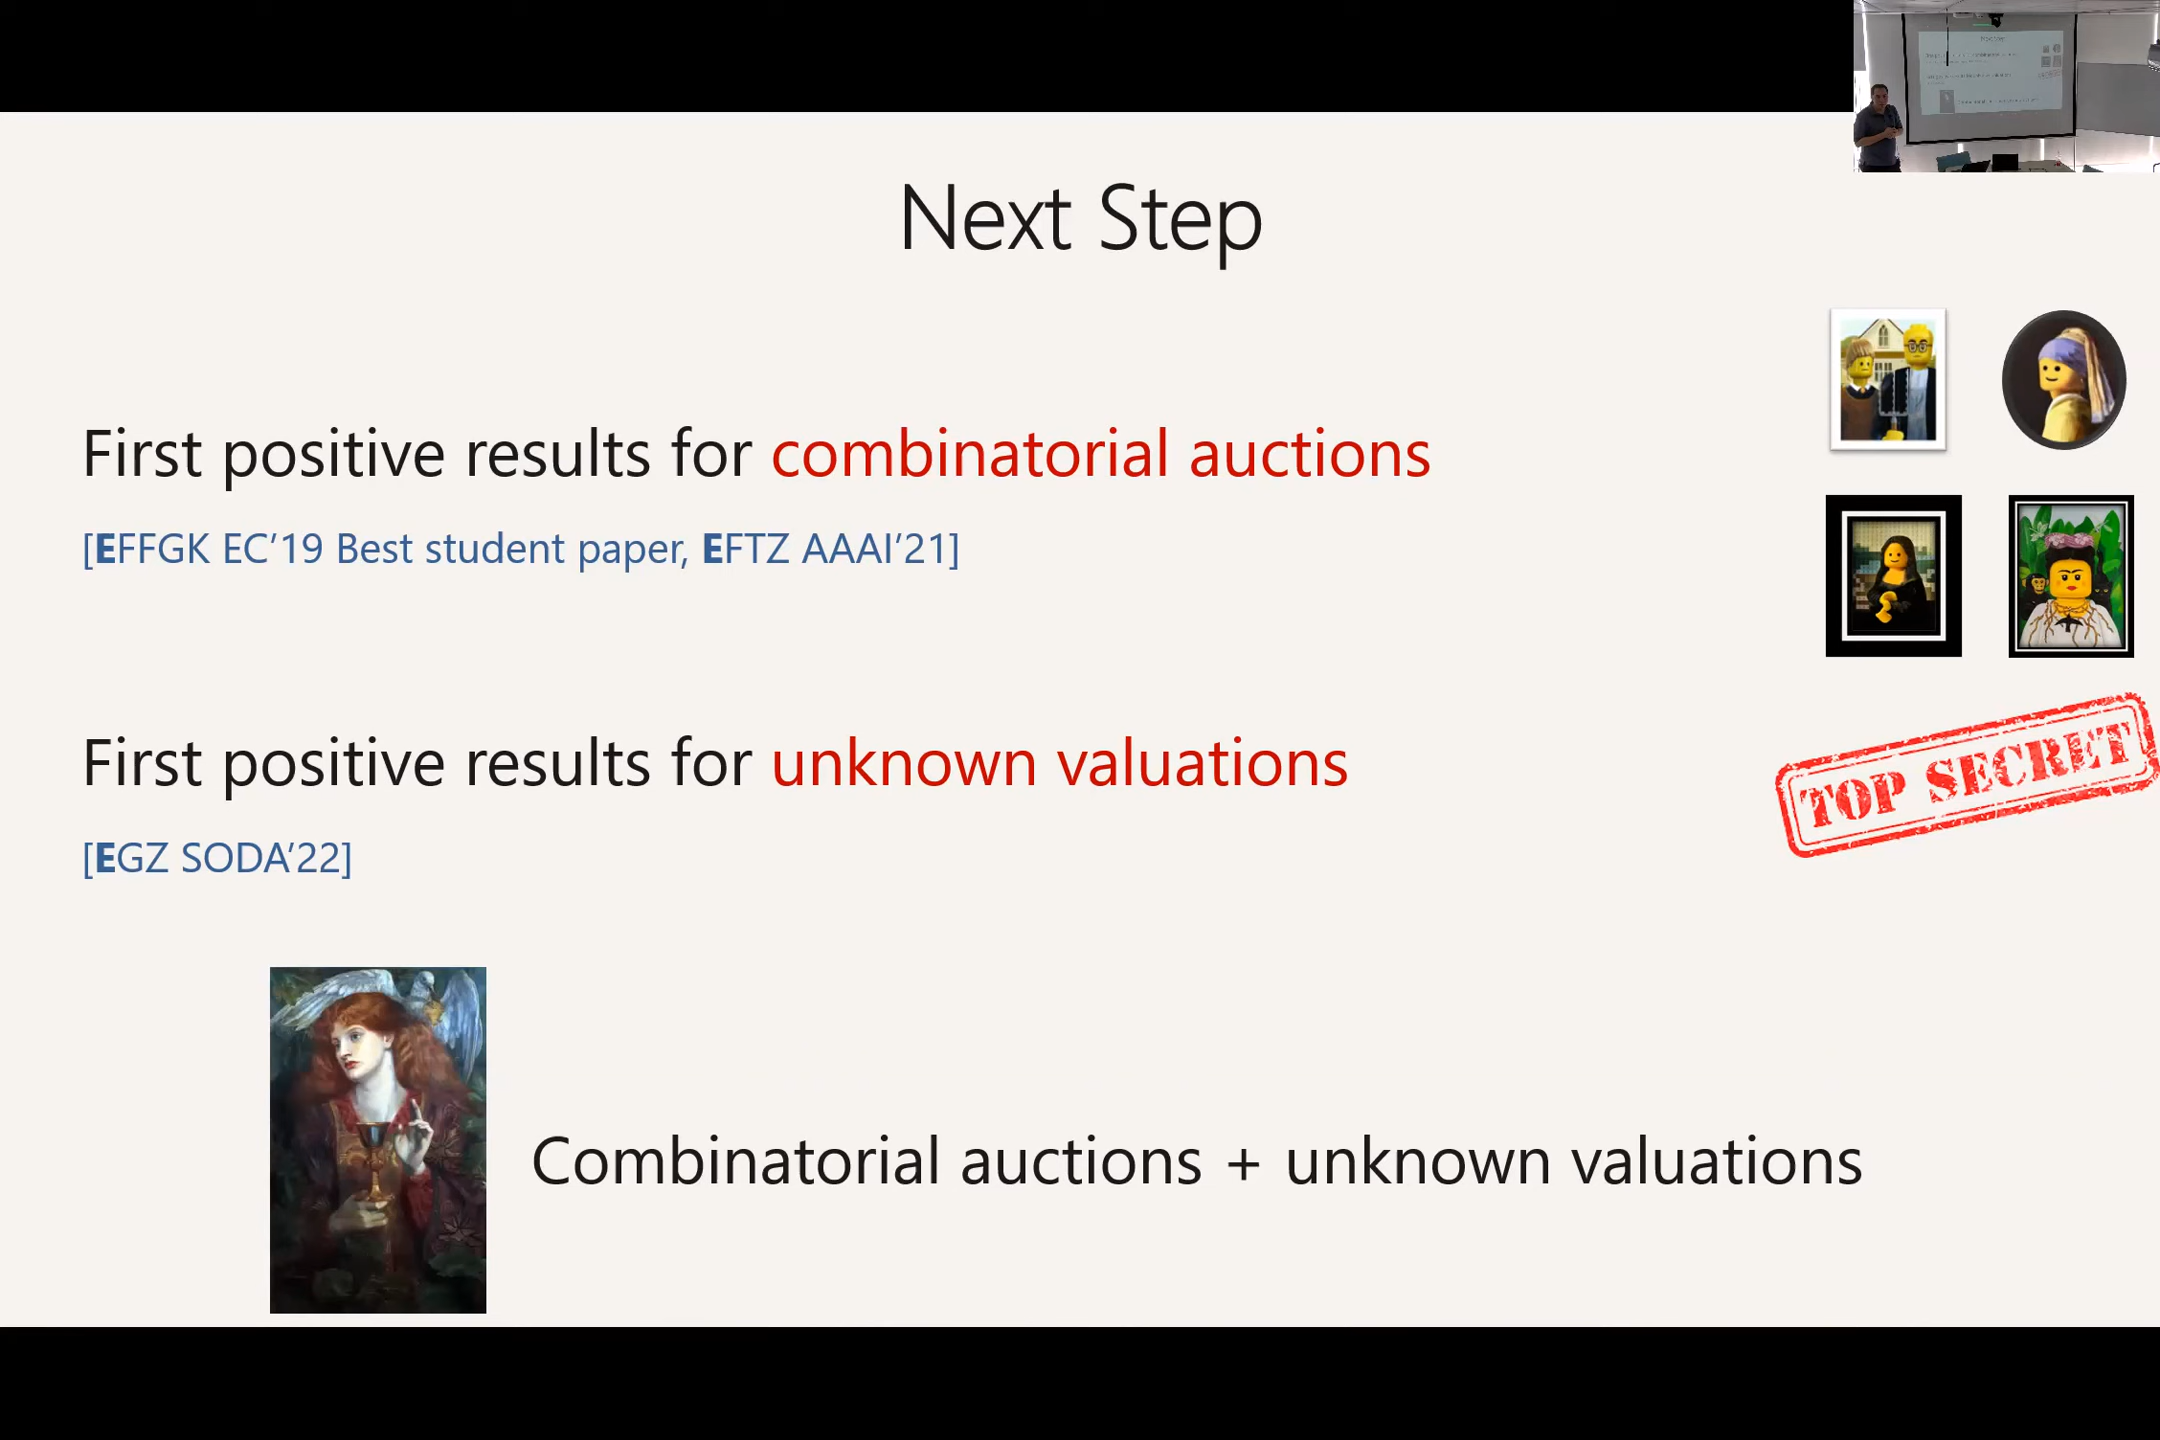 Next Step
First positive results for combinatorial auctions
[EFFGK EC’19 Best student paper, EFTZ AAAI’21]
First positive results for unknown valuations
TOP SECRET
[EGZ SODA’22]
Combinatorial auctions + unknown valuations